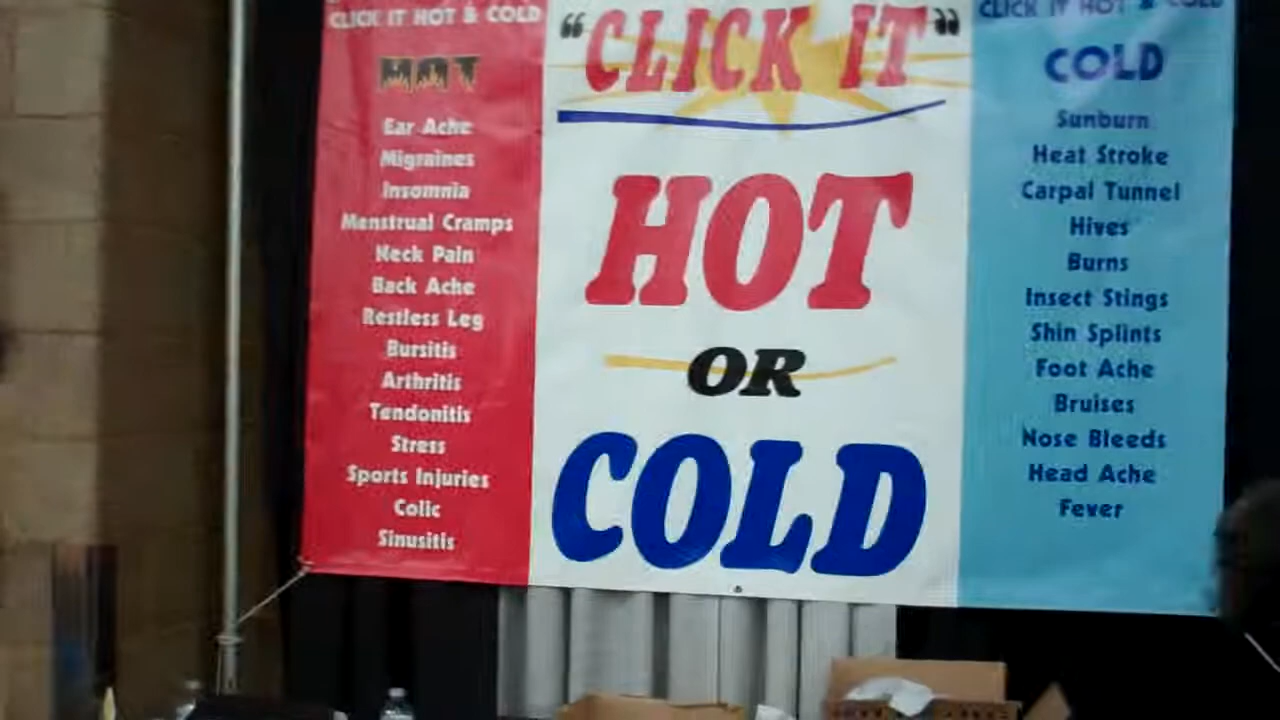 CLICK IT HOT & COLD
HOT
Ear Ache
Migraines
Insomnia
Menstrual Cramps
Neck Pain
Back Ache
Restless Leg
Bursitis
Arthritis
Tendonitis
Stress
Sports Injuries
Colic
Sinusitis
"CLICK IT"
HOT
OR
COLD
CLICK IT HOT & COLD
COLD
Sunburn
Heat Stroke
Carpal Tunnel
Hives
Burns
Insect Stings
Shin Splints
Foot Ache
Bruises
Nose Bleeds
Head Ache
Fever